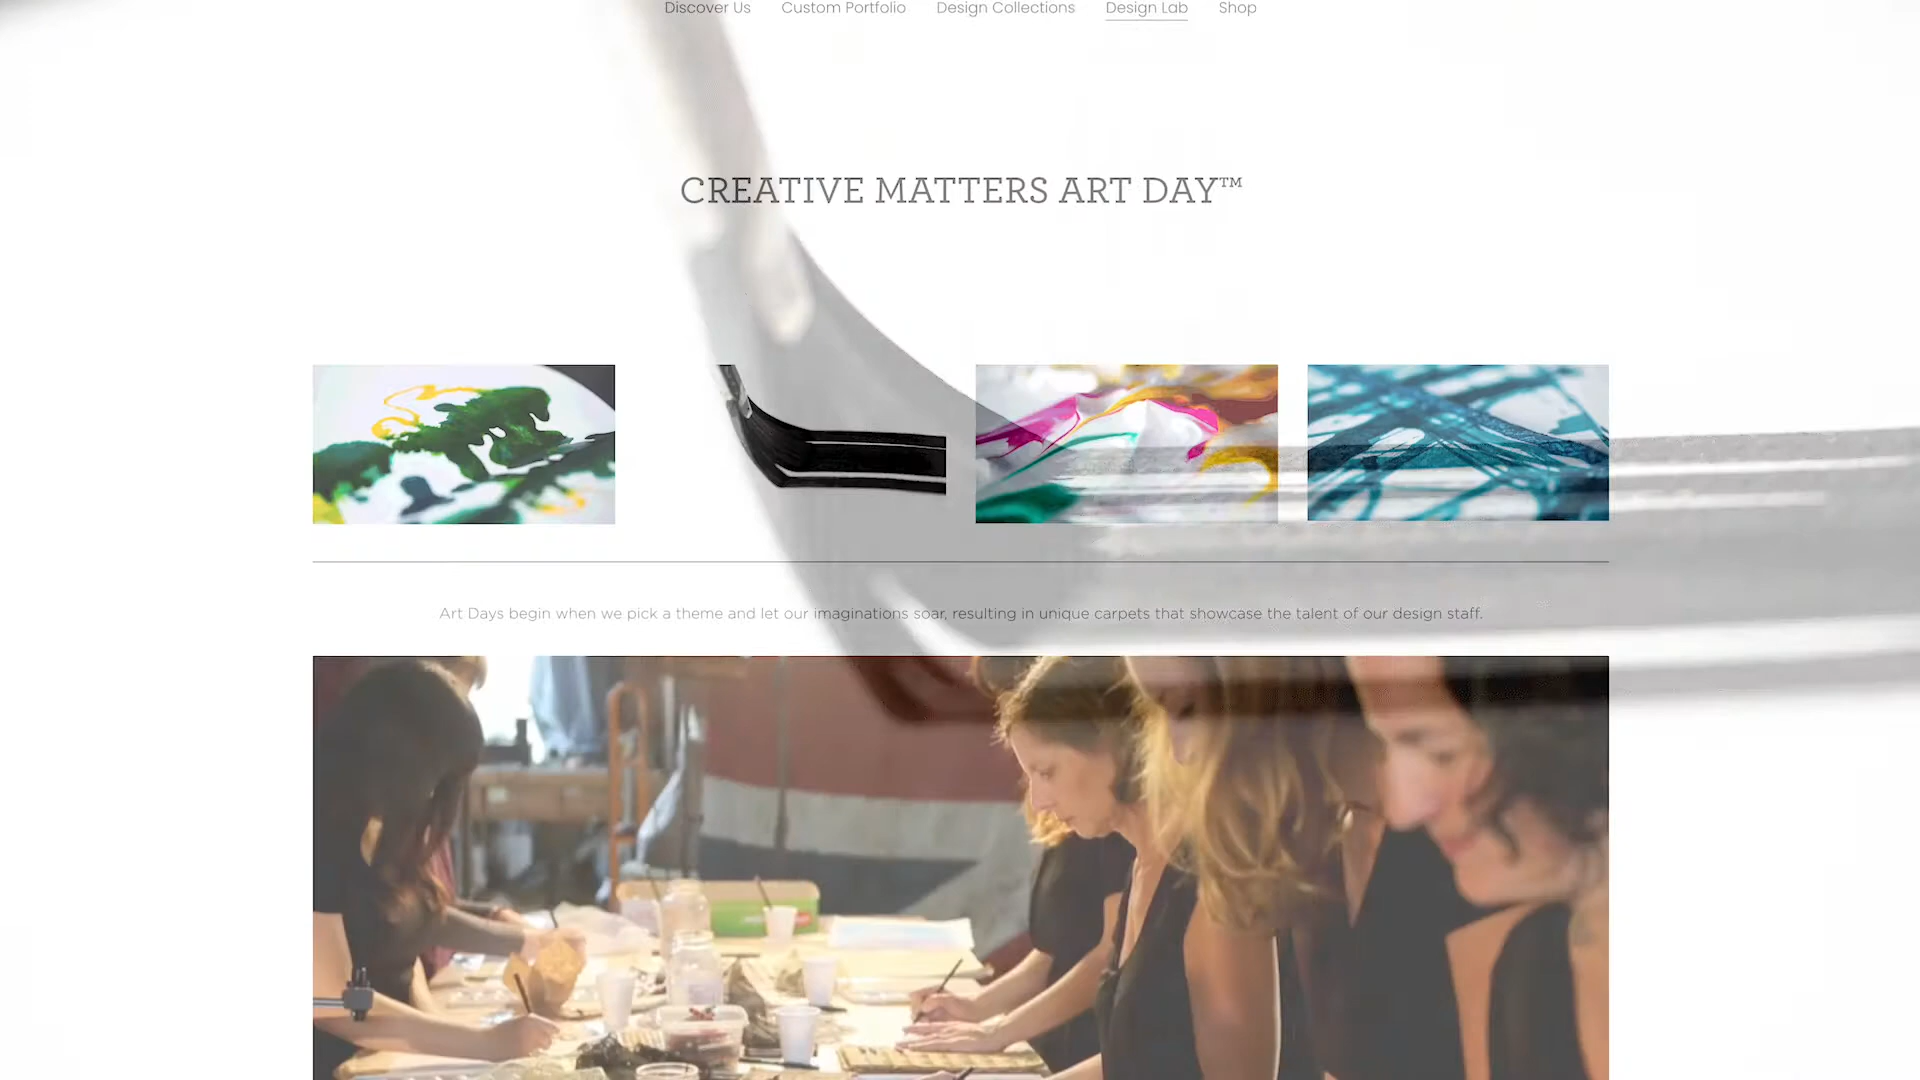 Discover Us Custom Portfolio Design Collections Design Lab Shop
CREATIVE MATTERS ART DAY™
Art Days begin when we pick a theme and let our imaginations soar, resulting in unique carpets that showcase the talent of our design staff.